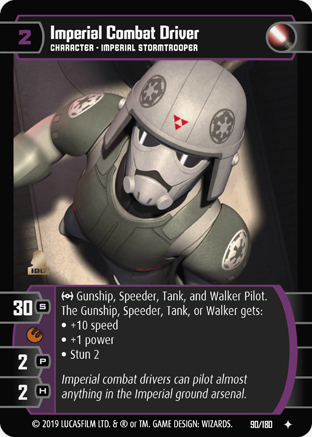 2 Imperial Combat Driver
CHARACTER - IMPERIAL STORMTROOPER
IDL
30 S
2 P
2 H
Gunship, Speeder, Tank, and Walker Pilot.
The Gunship, Speeder, Tank, or Walker gets:
• +10 speed
• +1 power
• Stun 2
Imperial combat drivers can pilot almost
anything in the Imperial ground arsenal.
© 2019 LUCASFILM LTD. & ® or TM. GAME DESIGN: WIZARDS. 90/180